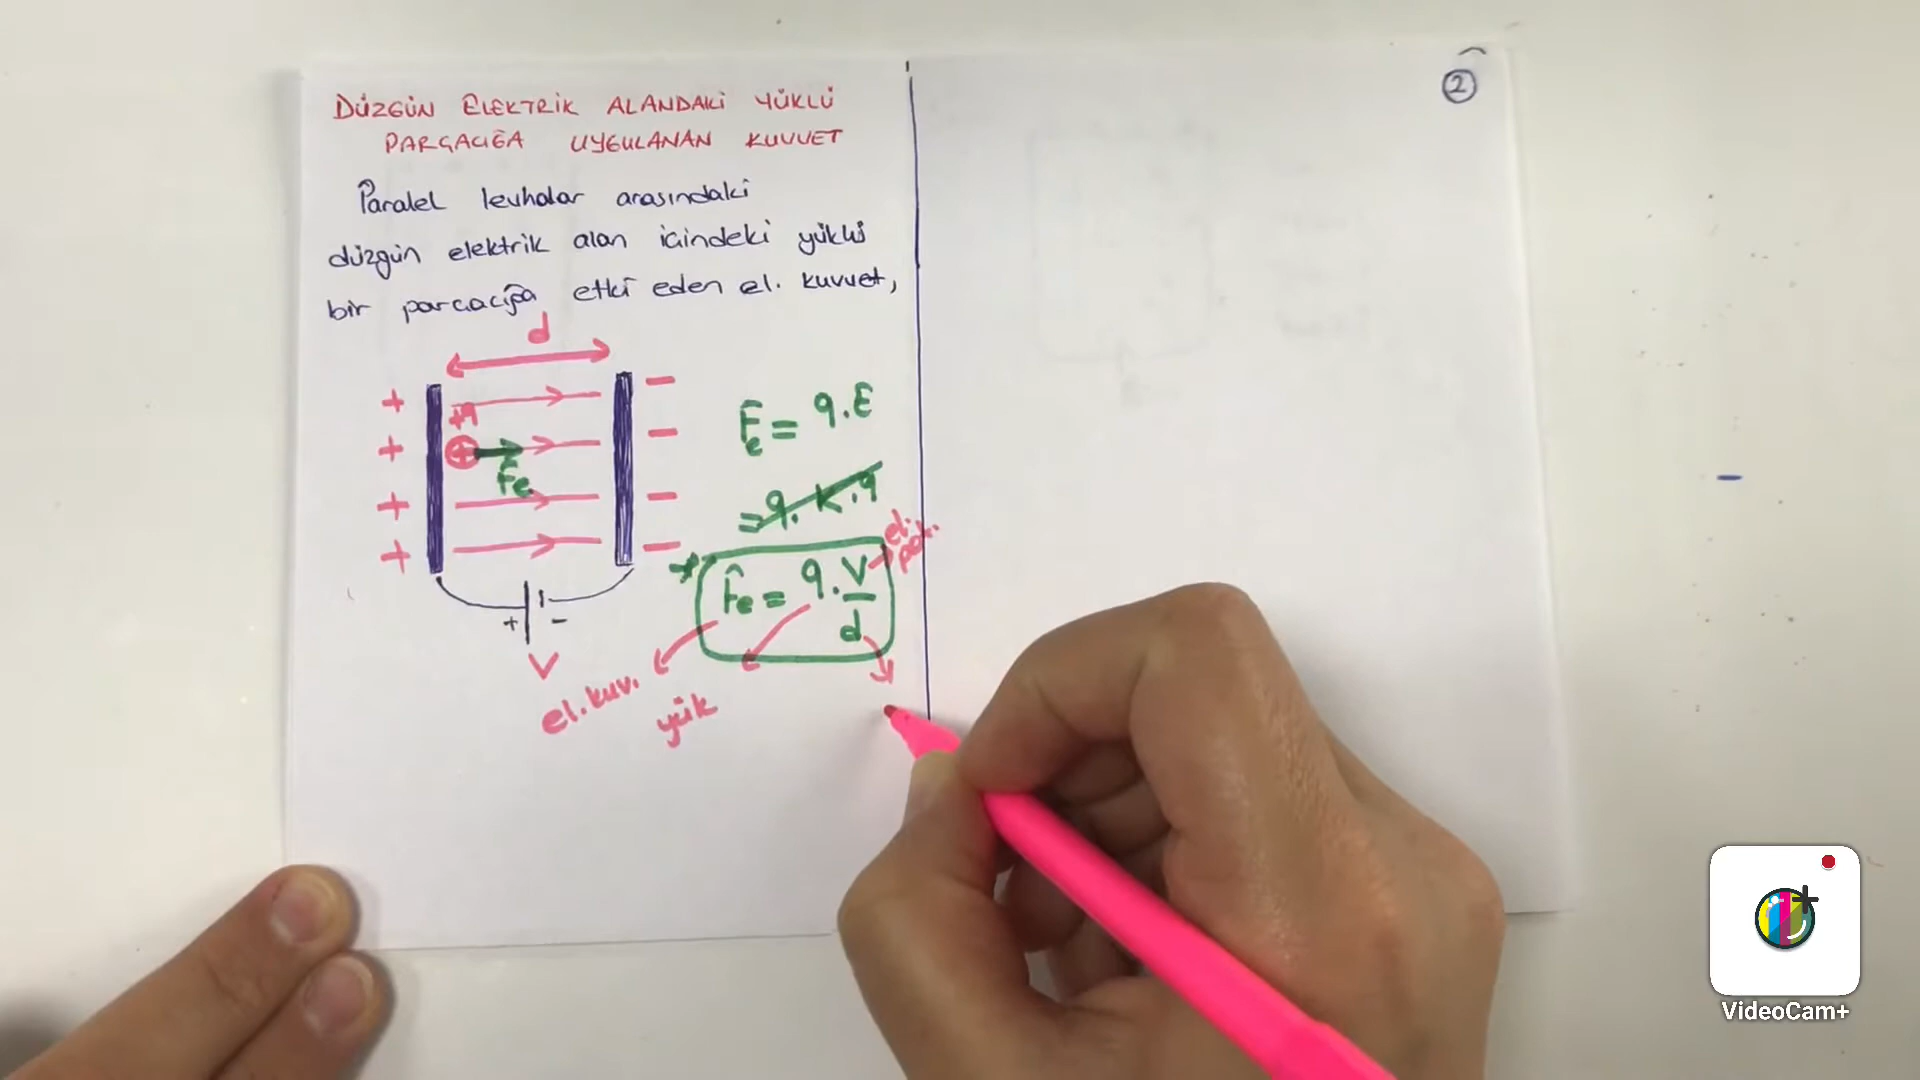 DÜZGÜN ELEKTRİK ALANDAKİ YÜKLÜ
PARÇACIĞA UYGULANAN KUVVET
Paralel levhalar arasındaki
düzgün elektrik alan içindeki yüklü
bir parçacığa etki eden el. kuvvet,
d
+ −
+q
+ + −
Fe
+ −
+ −
+ −
V
Fe = q.E
= q. K. q
* Fe = q. V/d
el. pot.
el. kuv.
yük
2
VideoCam+